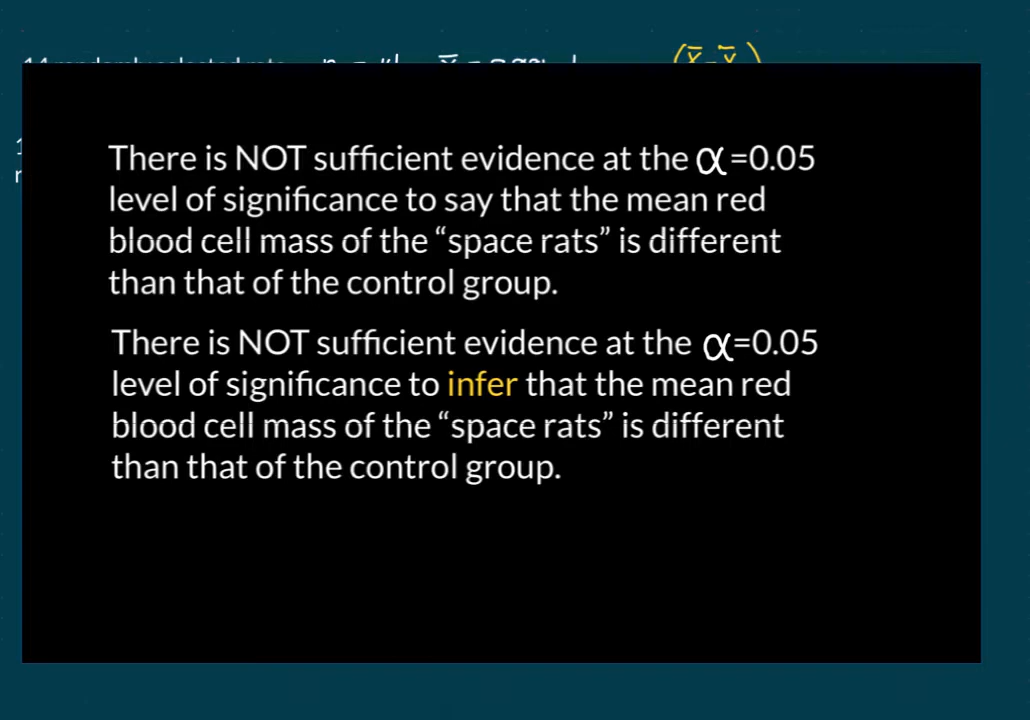 There is NOT sufficient evidence at the α=0.05
level of significance to say that the mean red
blood cell mass of the “space rats” is different
than that of the control group.
There is NOT sufficient evidence at the α=0.05
level of significance to infer that the mean red
blood cell mass of the “space rats” is different
than that of the control group.